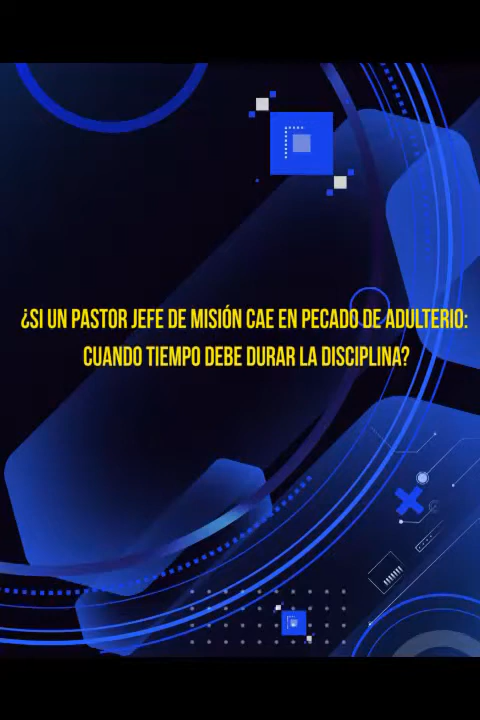 ¿SI UN PASTOR JEFE DE MISIÓN CAE EN PECADO DE ADULTERIO:
CUANDO TIEMPO DEBE DURAR LA DISCIPLINA?